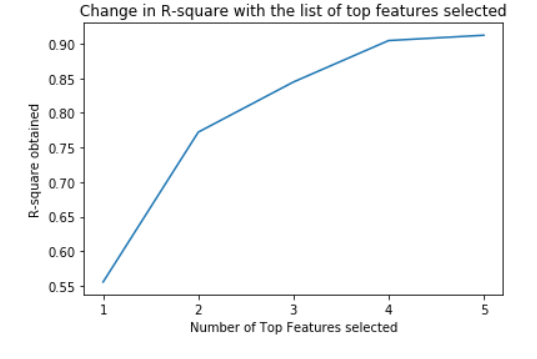 Change in R-square with the list of top features selected
R-square obtained
0.90
0.85
0.80
0.75
0.70
0.65
0.60
0.55
1 2 3 4 5
Number of Top Features selected